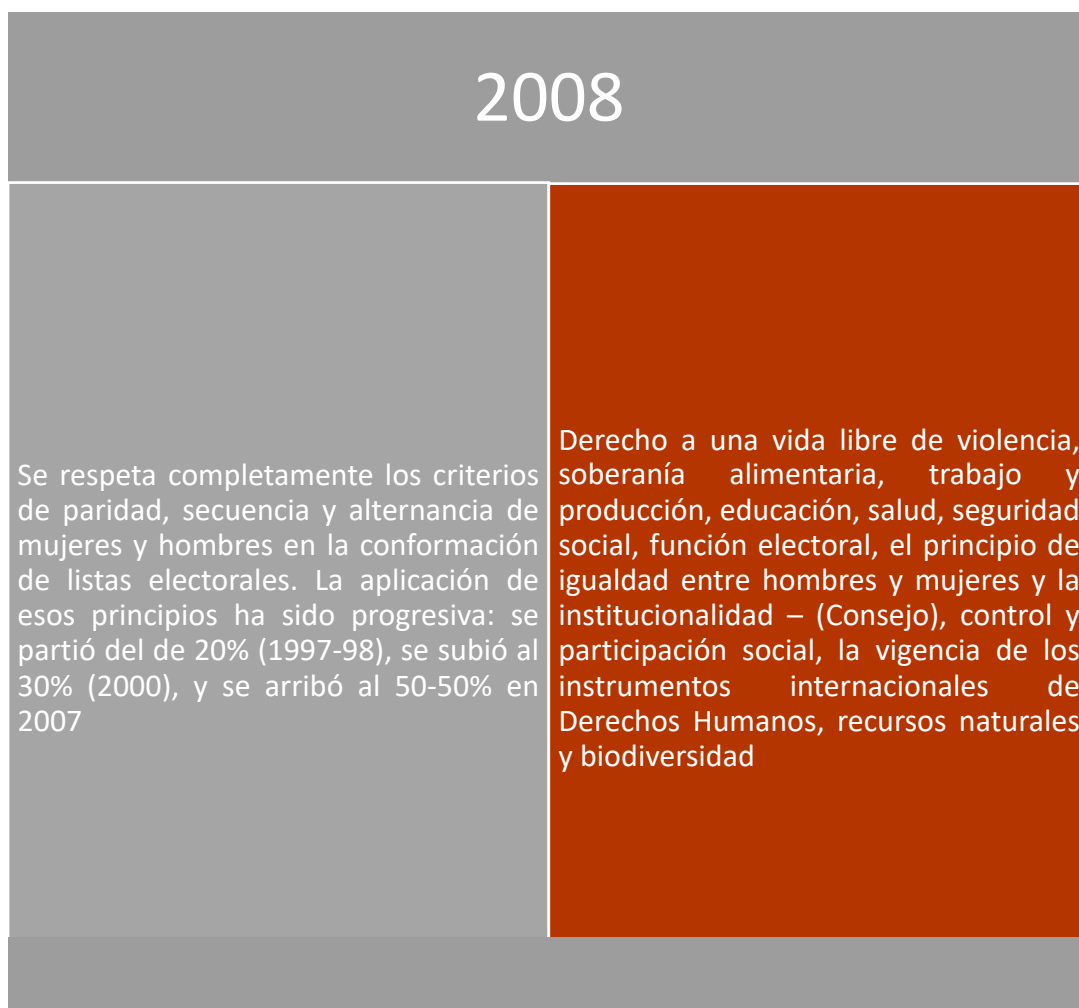 2008
Se respeta completamente los criterios
de paridad, secuencia y alternancia de
mujeres y hombres en la conformación
de listas electorales. La aplicación de
esos principios ha sido progresiva: se
partió del de 20% (1997-98), se subió al
30% (2000), y se arribó al 50-50% en
2007
Derecho a una vida libre de violencia,
soberanía alimentaria, trabajo y
producción, educación, salud, seguridad
social, función electoral, el principio de
igualdad entre hombres y mujeres y la
institucionalidad – (Consejo), control y
participación social, la vigencia de los
instrumentos internacionales de
Derechos Humanos, recursos naturales
y biodiversidad